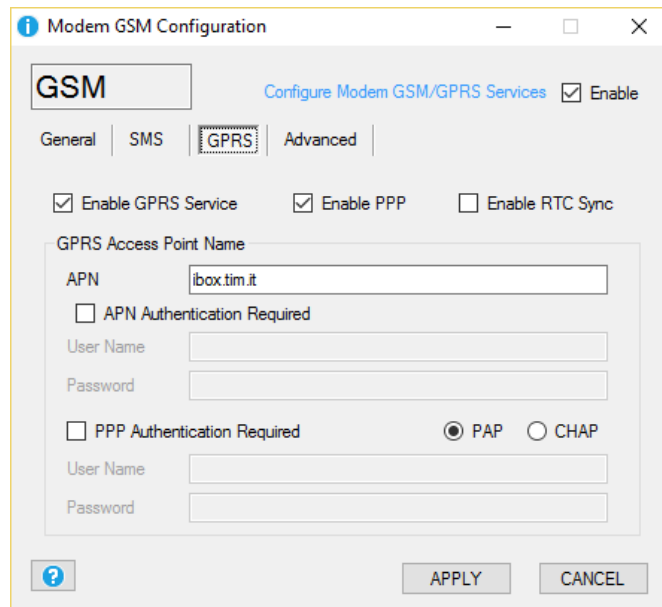 Modem GSM Configuration
GSM
Configure Modem GSM/GPRS Services Enable
General SMS GPRS Advanced
Enable GPRS Service Enable PPP Enable RTC Sync
GPRS Access Point Name
APN ibox.tim.it
APN Authentication Required
User Name
Password
PPP Authentication Required PAP CHAP
User Name
Password
APPLY CANCEL